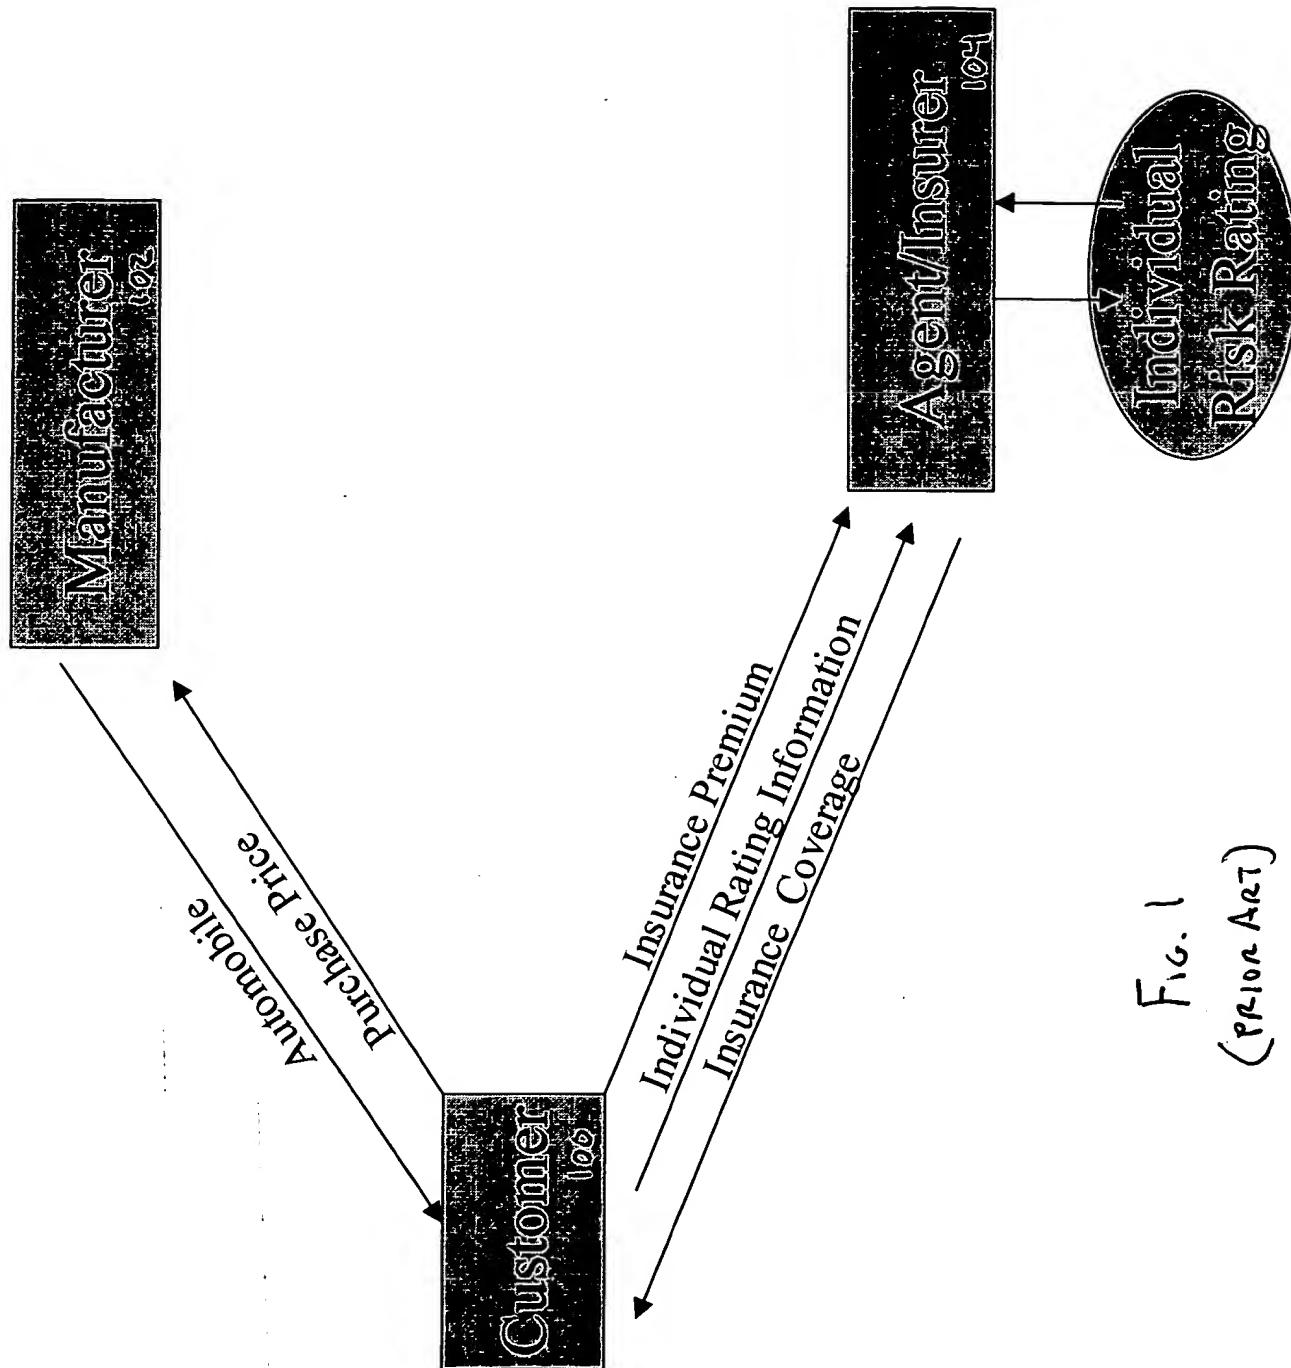 Manufacturer
102
Automobile
Purchase Price
Customer
100
Insurance Premium
Individual Rating Information
Insurance Coverage
Agent/Insurer
104
Individual
Risk Rating
FIG. 1
(PRIOR ART)